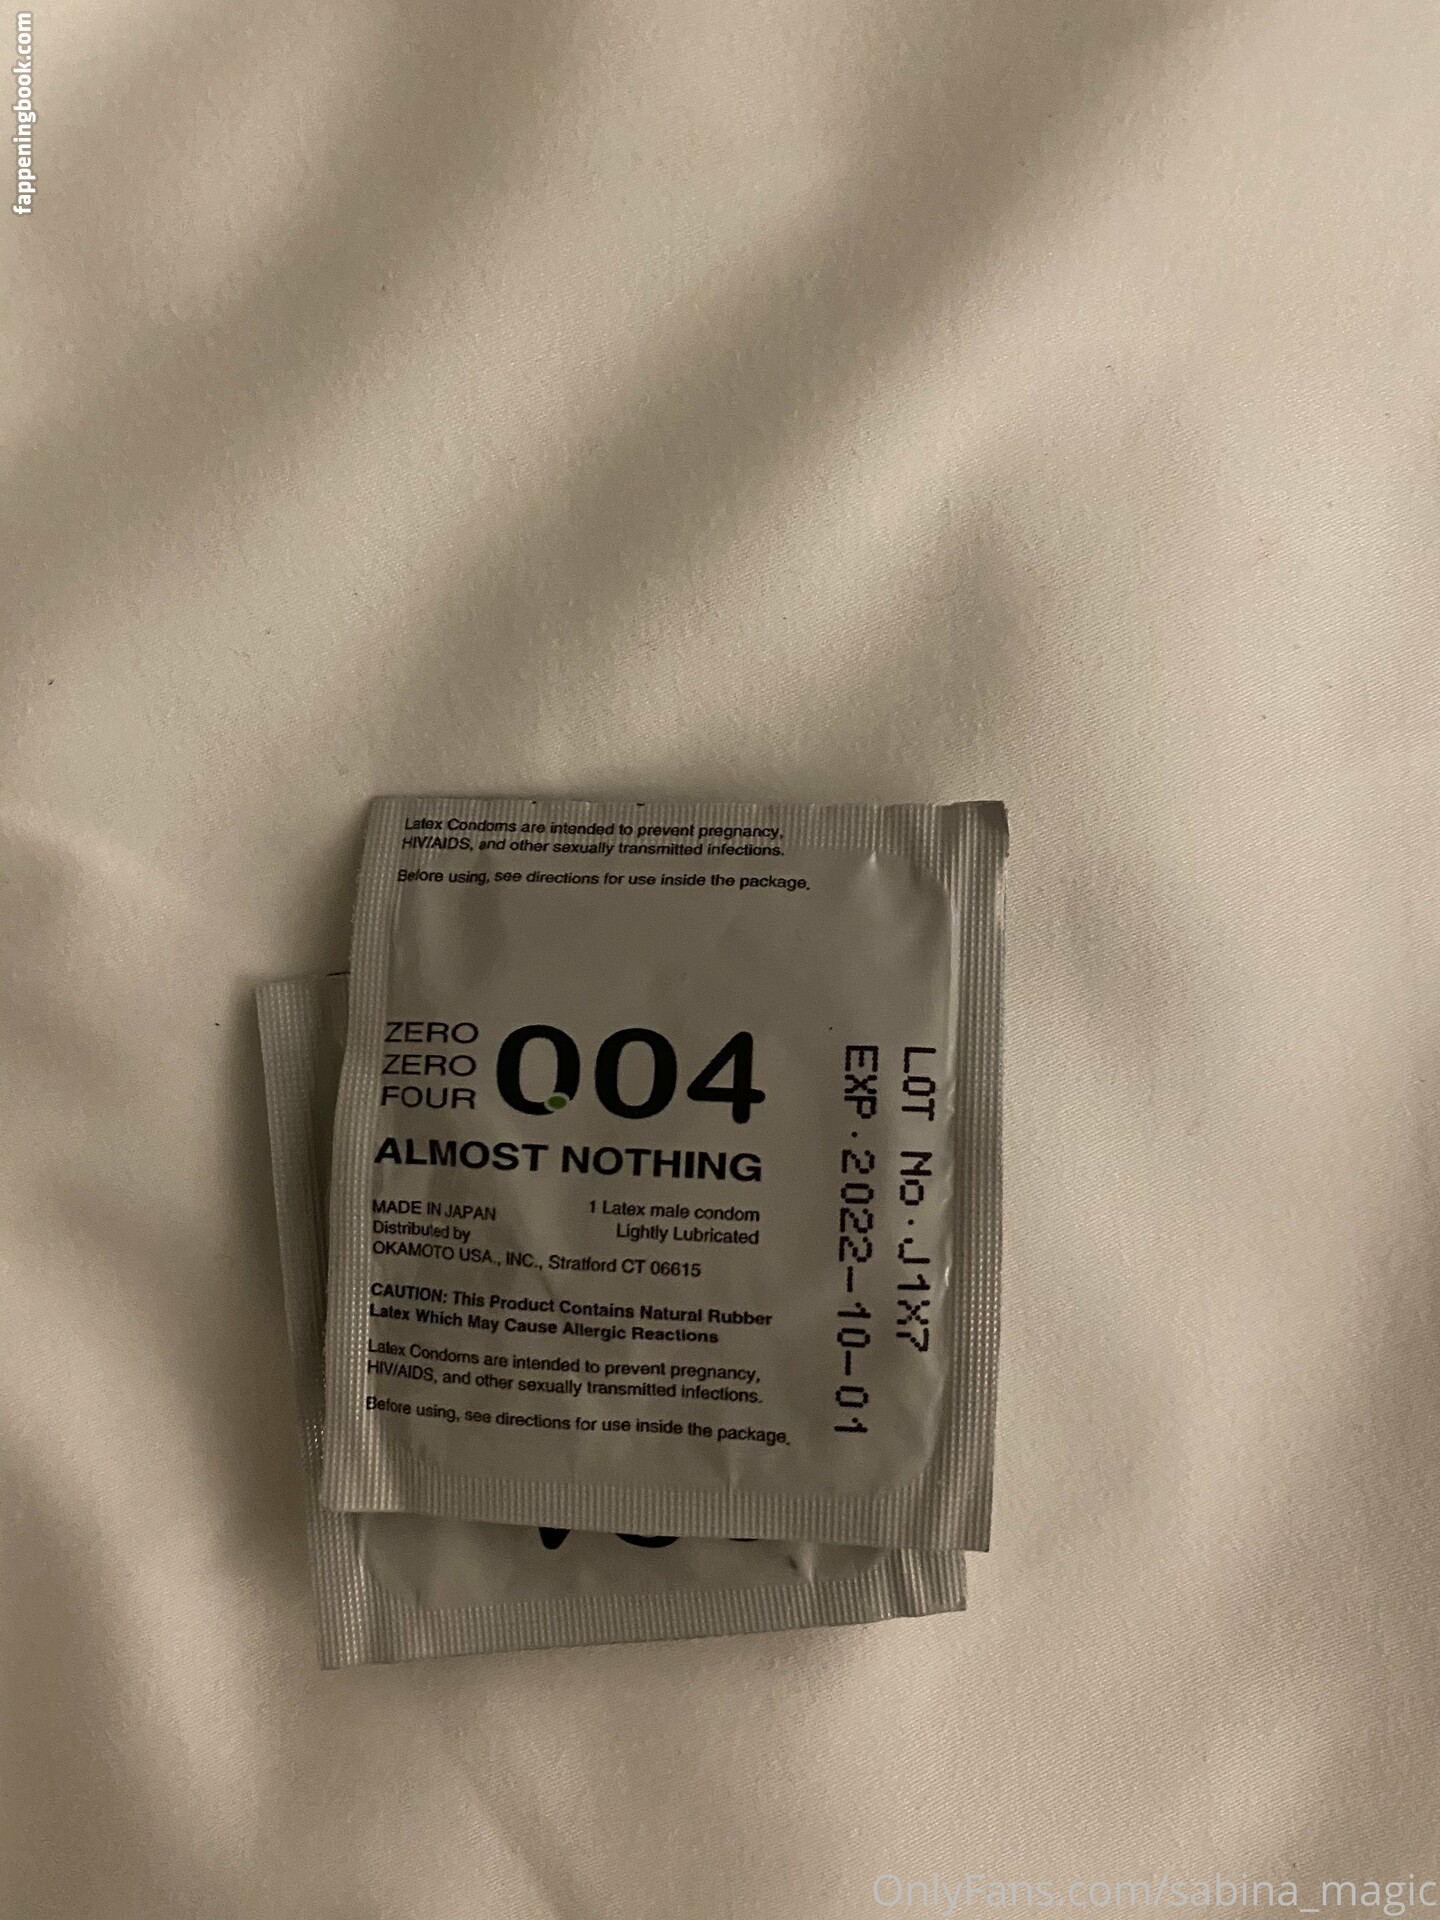 fappeningbook.com
Latex Condoms are intended to prevent pregnancy,
HIV/AIDS, and other sexually transmitted infections.
Before using, see directions for use inside the package.
ZERO
ZERO
FOUR
004
ALMOST NOTHING
MADE IN JAPAN
Distributed by
OKAMOTO USA., INC., Stratford CT 06615
1 Latex male condom
Lightly Lubricated
CAUTION: This Product Contains Natural Rubber
Latex Which May Cause Allergic Reactions
Latex Condoms are intended to prevent pregnancy,
HIV/AIDS, and other sexually transmitted infections.
Before using, see directions for use inside the package.
LOT No.J1X7
EXP.2022-10-01
OnlyFans.com/sabina_magic